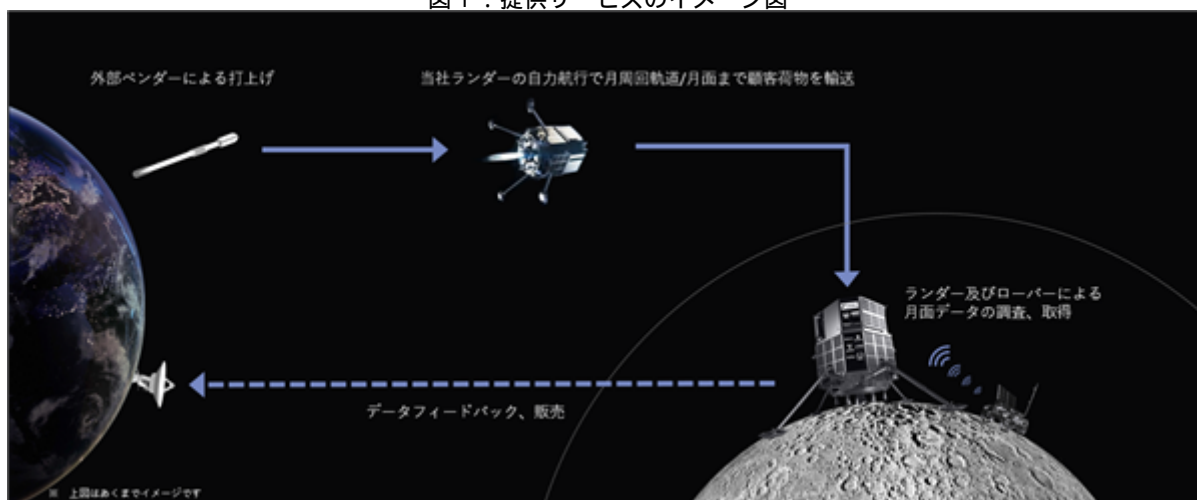 図1:提供サービスのイメージ図
外部ベンダーによる打上げ
当社ランダーの自力航行で月周回軌道/月面まで顧客荷物を輸送
ランダー及びローバーによる
月面データの調査、取得
データフィードバック、販売
※ 上図はあくまでイメージです